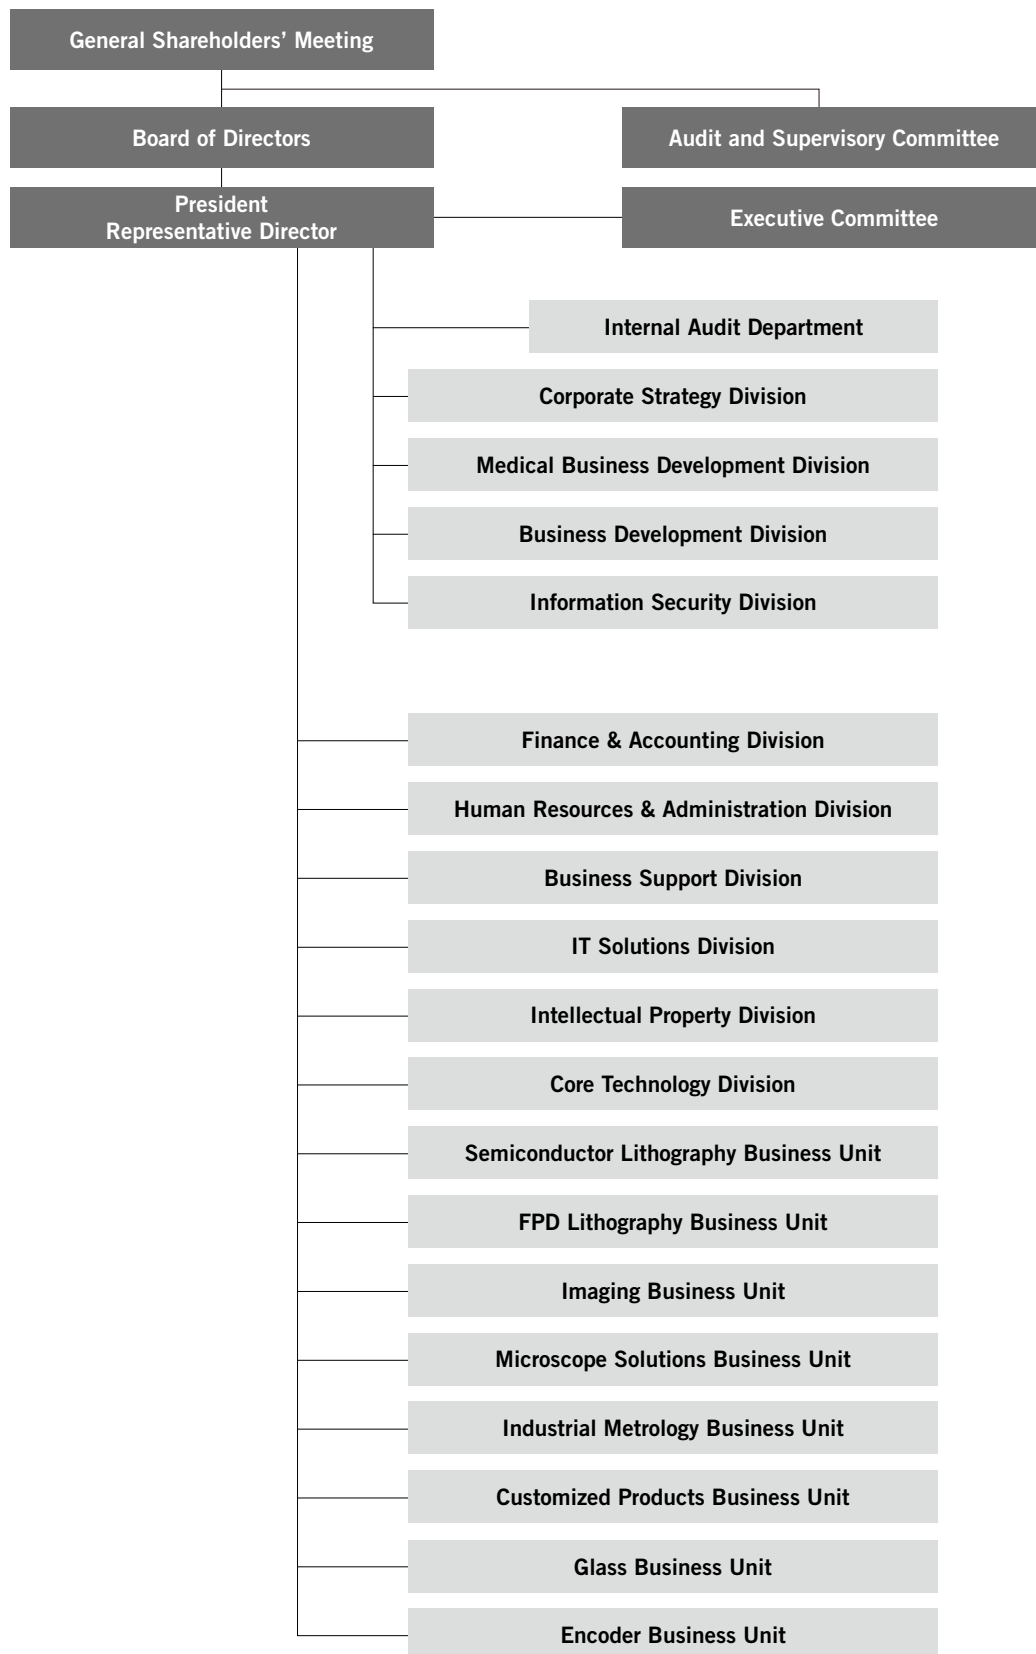 General Shareholders’ Meeting
Board of Directors
Audit and Supervisory Committee
President
Representative Director
Executive Committee
Internal Audit Department
Corporate Strategy Division
Medical Business Development Division
Business Development Division
Information Security Division
Finance & Accounting Division
Human Resources & Administration Division
Business Support Division
IT Solutions Division
Intellectual Property Division
Core Technology Division
Semiconductor Lithography Business Unit
FPD Lithography Business Unit
Imaging Business Unit
Microscope Solutions Business Unit
Industrial Metrology Business Unit
Customized Products Business Unit
Glass Business Unit
Encoder Business Unit